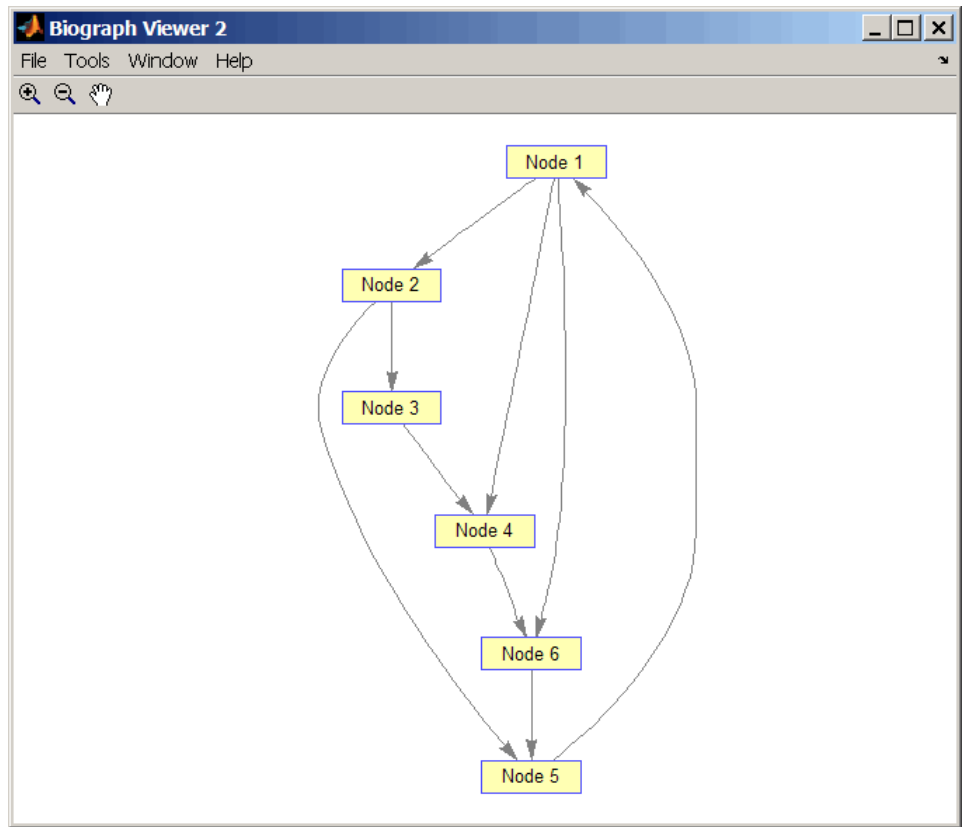 Biograph Viewer 2
File Tools Window Help
Node 1
Node 2
Node 3
Node 4
Node 6
Node 5